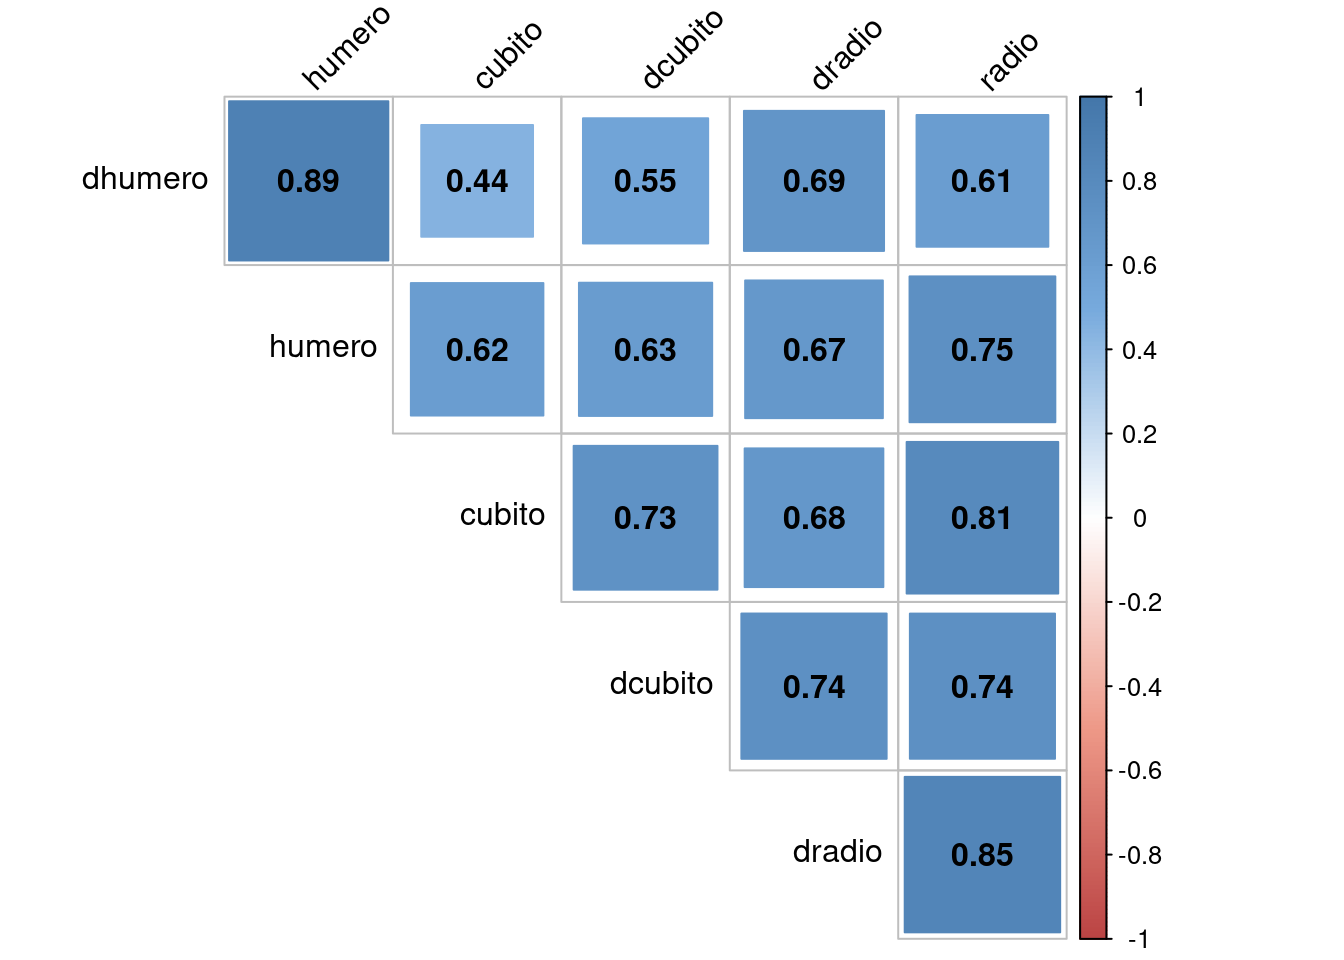 humero cubito dcubito dradio radio
dhumero 0.89 0.44 0.55 0.69 0.61
humero 0.62 0.63 0.67 0.75
cubito 0.73 0.68 0.81
dcubito 0.74 0.74
dradio 0.85
1
0.8
0.6
0.4
0.2
0
-0.2
-0.4
-0.6
-0.8
-1